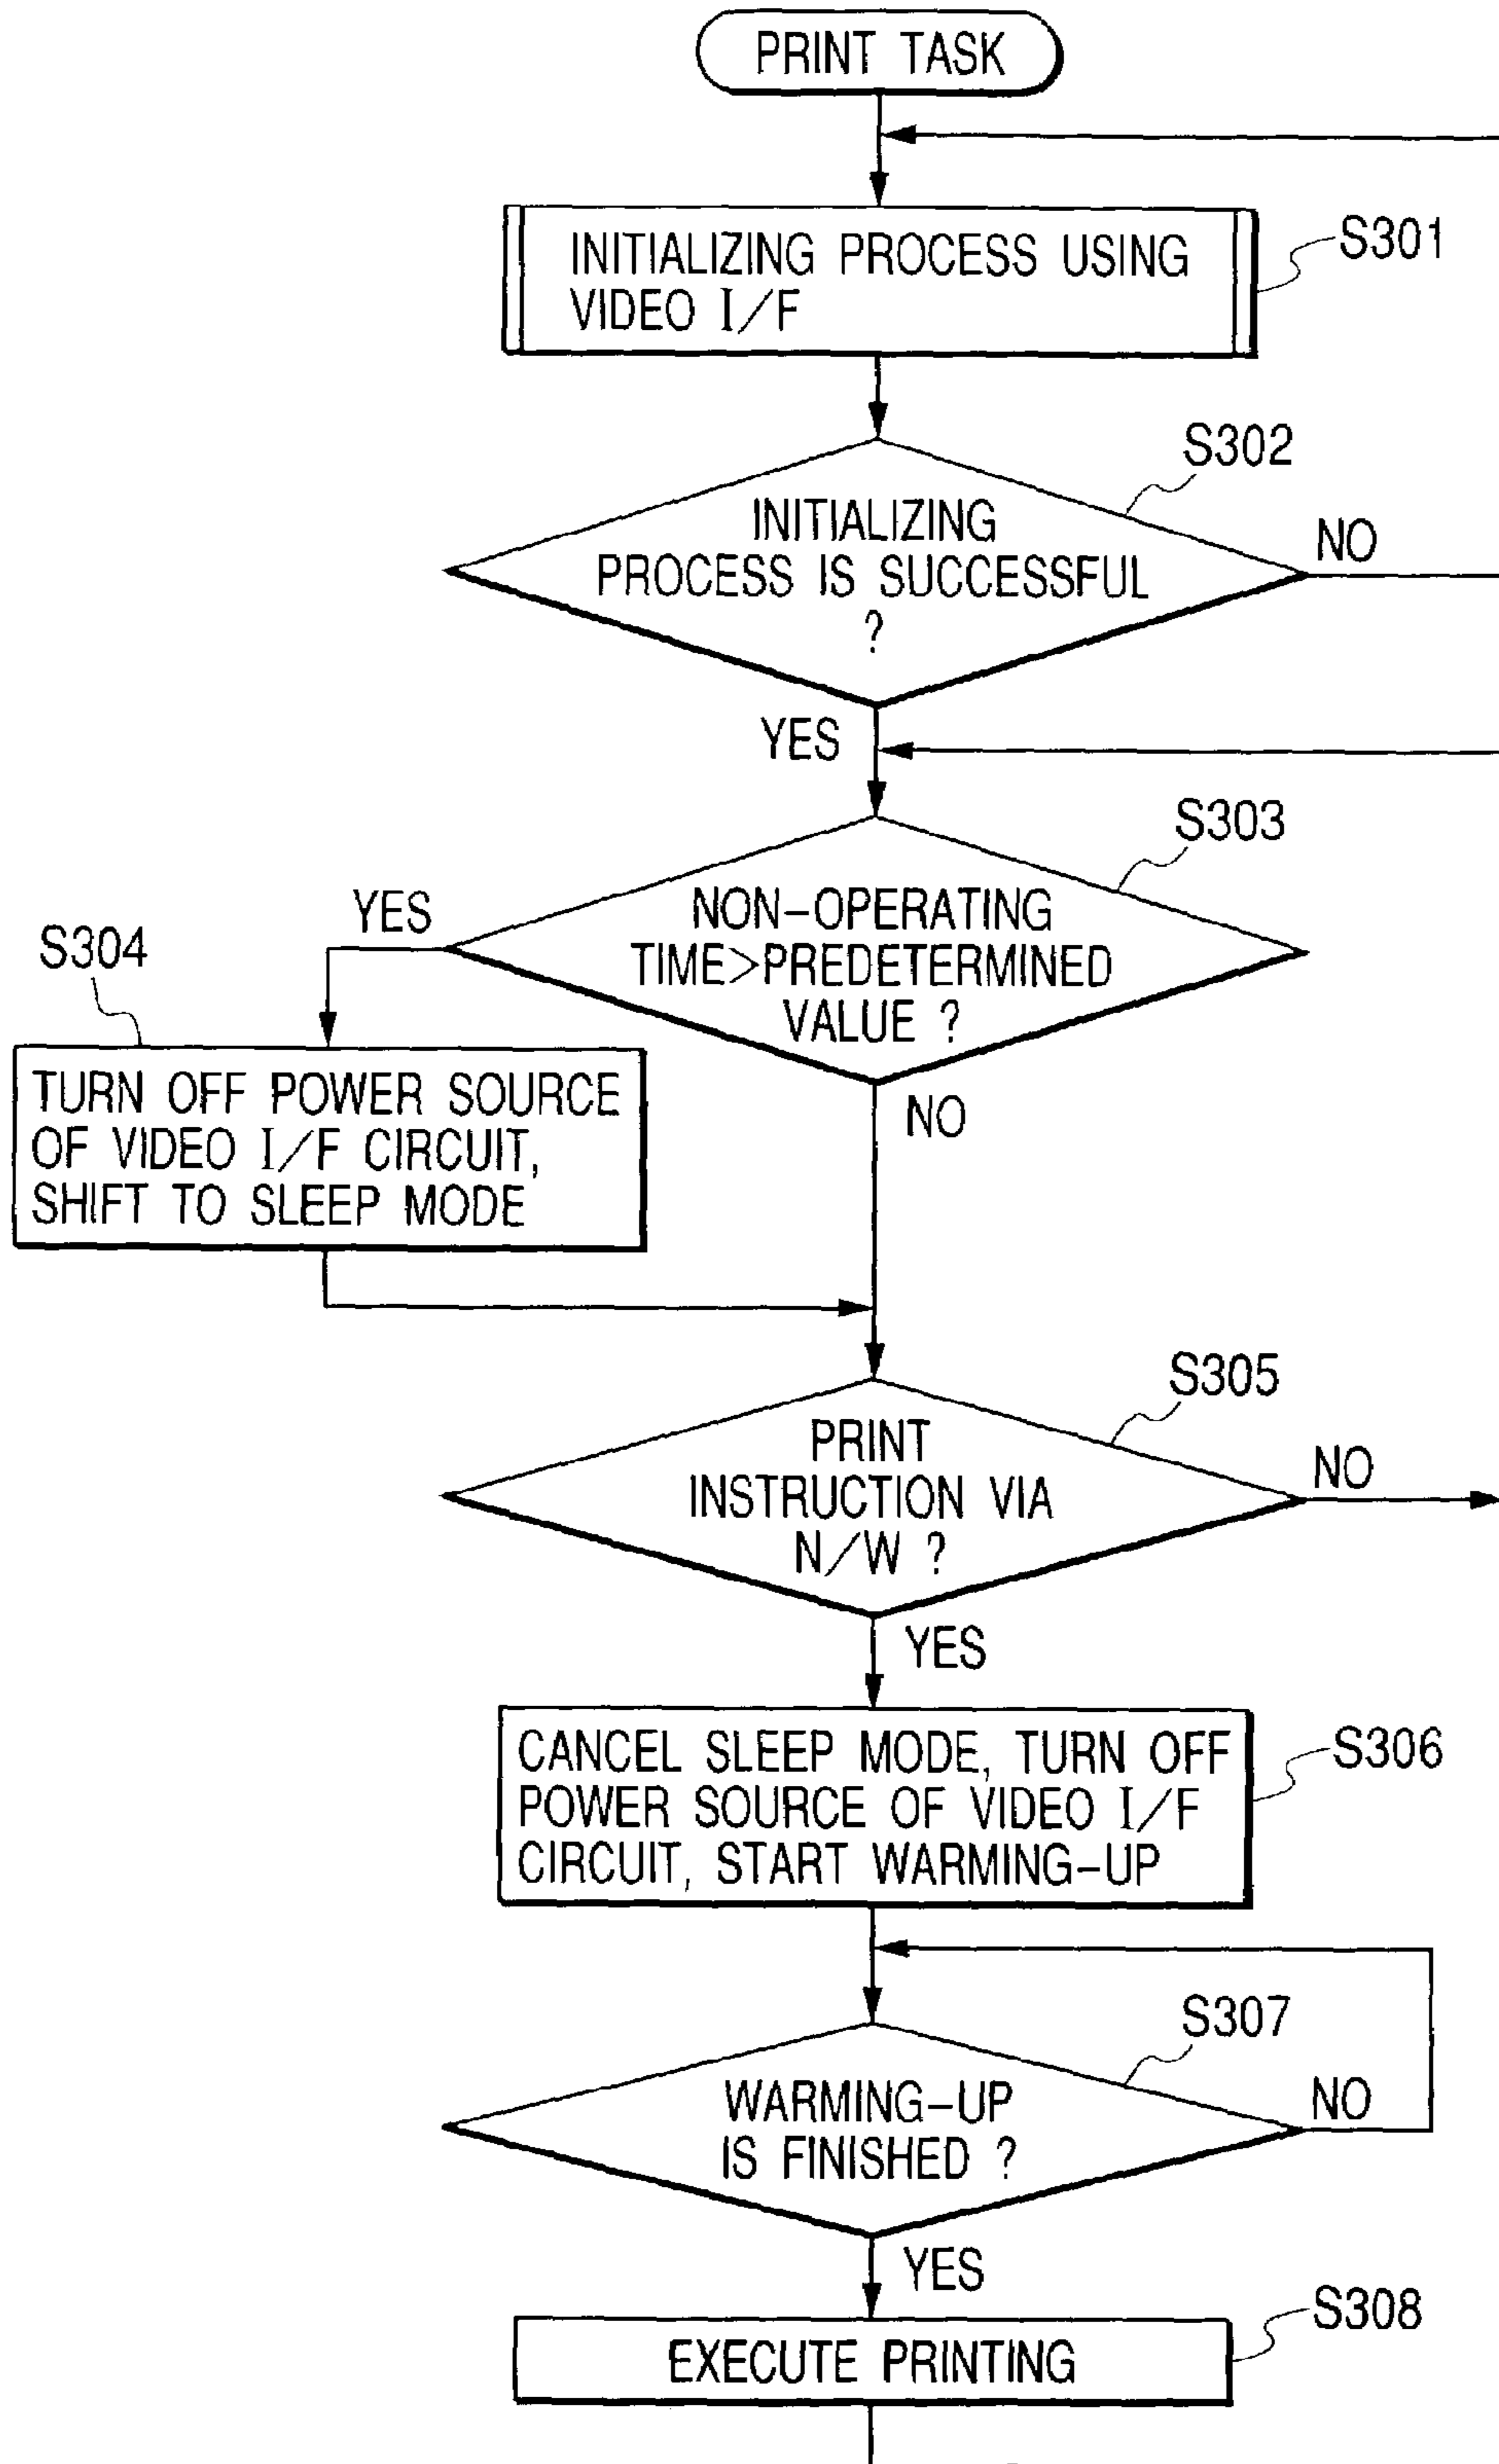 PRINT TASK
INITIALIZING PROCESS USING
VIDEO I/F
S301
S302
INITIALIZING
PROCESS IS SUCCESSFUL
?
NO
YES
S303
NON-OPERATING
TIME>PREDETERMINED
VALUE ?
YES
NO
S304
TURN OFF POWER SOURCE
OF VIDEO I/F CIRCUIT,
SHIFT TO SLEEP MODE
S305
PRINT
INSTRUCTION VIA
N/W ?
NO
YES
CANCEL SLEEP MODE, TURN OFF
POWER SOURCE OF VIDEO I/F
CIRCUIT, START WARMING-UP
S306
S307
WARMING-UP
IS FINISHED ?
NO
YES
S308
EXECUTE PRINTING